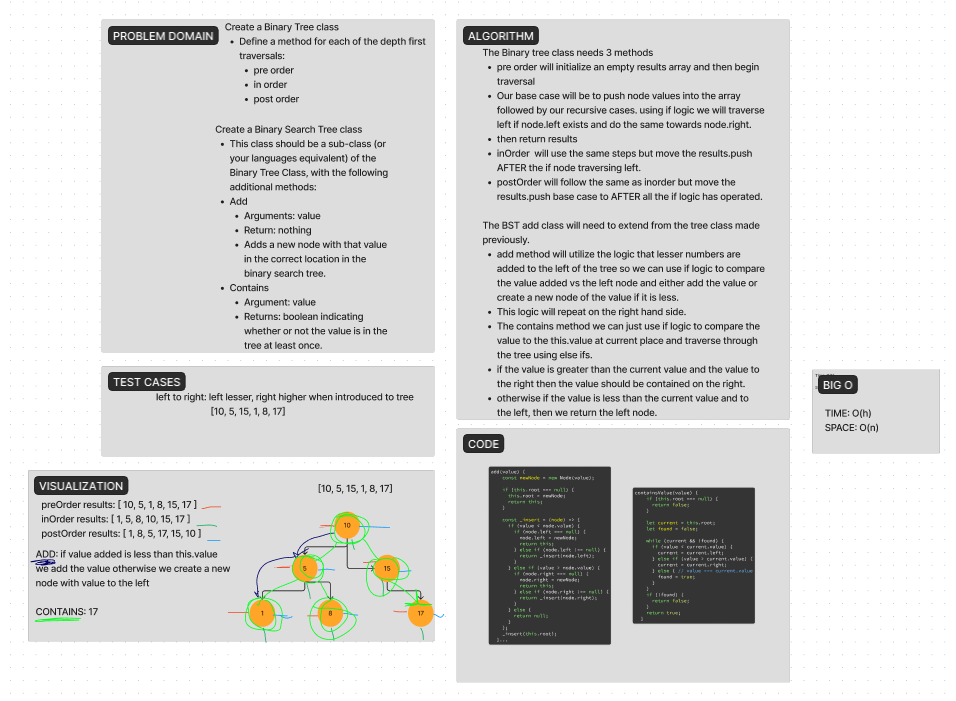 PROBLEM DOMAIN
Create a Binary Tree class
• Define a method for each of the depth first
traversals:
• pre order
• in order
• post order
Create a Binary Search Tree class
• This class should be a sub-class (or
your languages equivalent) of the
Binary Tree Class, with the following
additional methods:
• Add
• Arguments: value
• Return: nothing
• Adds a new node with that value
in the correct location in the
binary search tree.
• Contains
• Argument: value
• Returns: boolean indicating
whether or not the value is in the
tree at least once.
TEST CASES
left to right: left lesser, right higher when introduced to tree
[10, 5, 15, 1, 8, 17]
VISUALIZATION
preOrder results: [ 10, 5, 1, 8, 15, 17 ]
inOrder results: [ 1, 5, 8, 10, 15, 17 ]
postOrder results: [ 1, 8, 5, 17, 15, 10 ]
ADD: if value added is less than this.value
we add the value otherwise we create a new
node with value to the left
CONTAINS: 17
[10, 5, 15, 1, 8, 17]
10
5
15
1
8
17
ALGORITHM
The Binary tree class needs 3 methods
• pre order will initialize an empty results array and then begin
traversal
• Our base case will be to push node values into the array
followed by our recursive cases. using if logic we will traverse
left if node.left exists and do the same towards node.right.
• then return results
• inOrder will use the same steps but move the results.push
AFTER the if node traversing left.
• postOrder will follow the same as inorder but move the
results.push base case to AFTER all the if logic has operated.
The BST add class will need to extend from the tree class made
previously.
• add method will utilize the logic that lesser numbers are
added to the left of the tree so we can use if logic to compare
the value added vs the left node and either add the value or
create a new node of the value if it is less.
• This logic will repeat on the right hand side.
• The contains method we can just use if logic to compare the
value to the this.value at current place and traverse through
the tree using else ifs.
• if the value is greater than the current value and the value to
the right then the value should be contained on the right.
• otherwise if the value is less than the current value and to
the left, then we return the left node.
CODE
add(value) {
const newNode = new Node(value);
if (this.root === null) {
this.root = newNode;
return this;
}
const _insert = (node) => {
if (value < node.value) {
if (node.left === null) {
node.left = newNode;
return this;
} else if (node.left !== null) {
return _insert(node.left);
}
} else if (value > node.value) {
if (node.right === null) {
node.right = newNode;
return this;
} else if (node.right !== null) {
return _insert(node.right);
}
} else {
return null;
}
};
_insert(this.root);
}
containsValue(value) {
if (this.root === null) {
return false;
}
let current = this.root;
let found = false;
while (current && !found) {
if (value < current.value) {
current = current.left;
} else if (value > current.value) {
current = current.right;
} else { // value === current.value
found = true;
}
if (!found) {
return false;
}
return true;
}
BIG O
TIME: O(h)
SPACE: O(n)